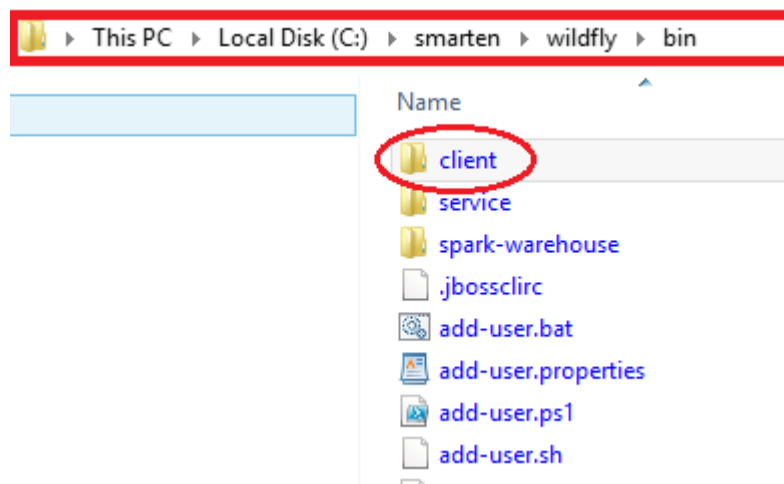 This PC Local Disk (C:) smarten wildfly bin
Name
client
service
spark-warehouse
.jbossclirc
add-user.bat
add-user.properties
add-user.ps1
add-user.sh